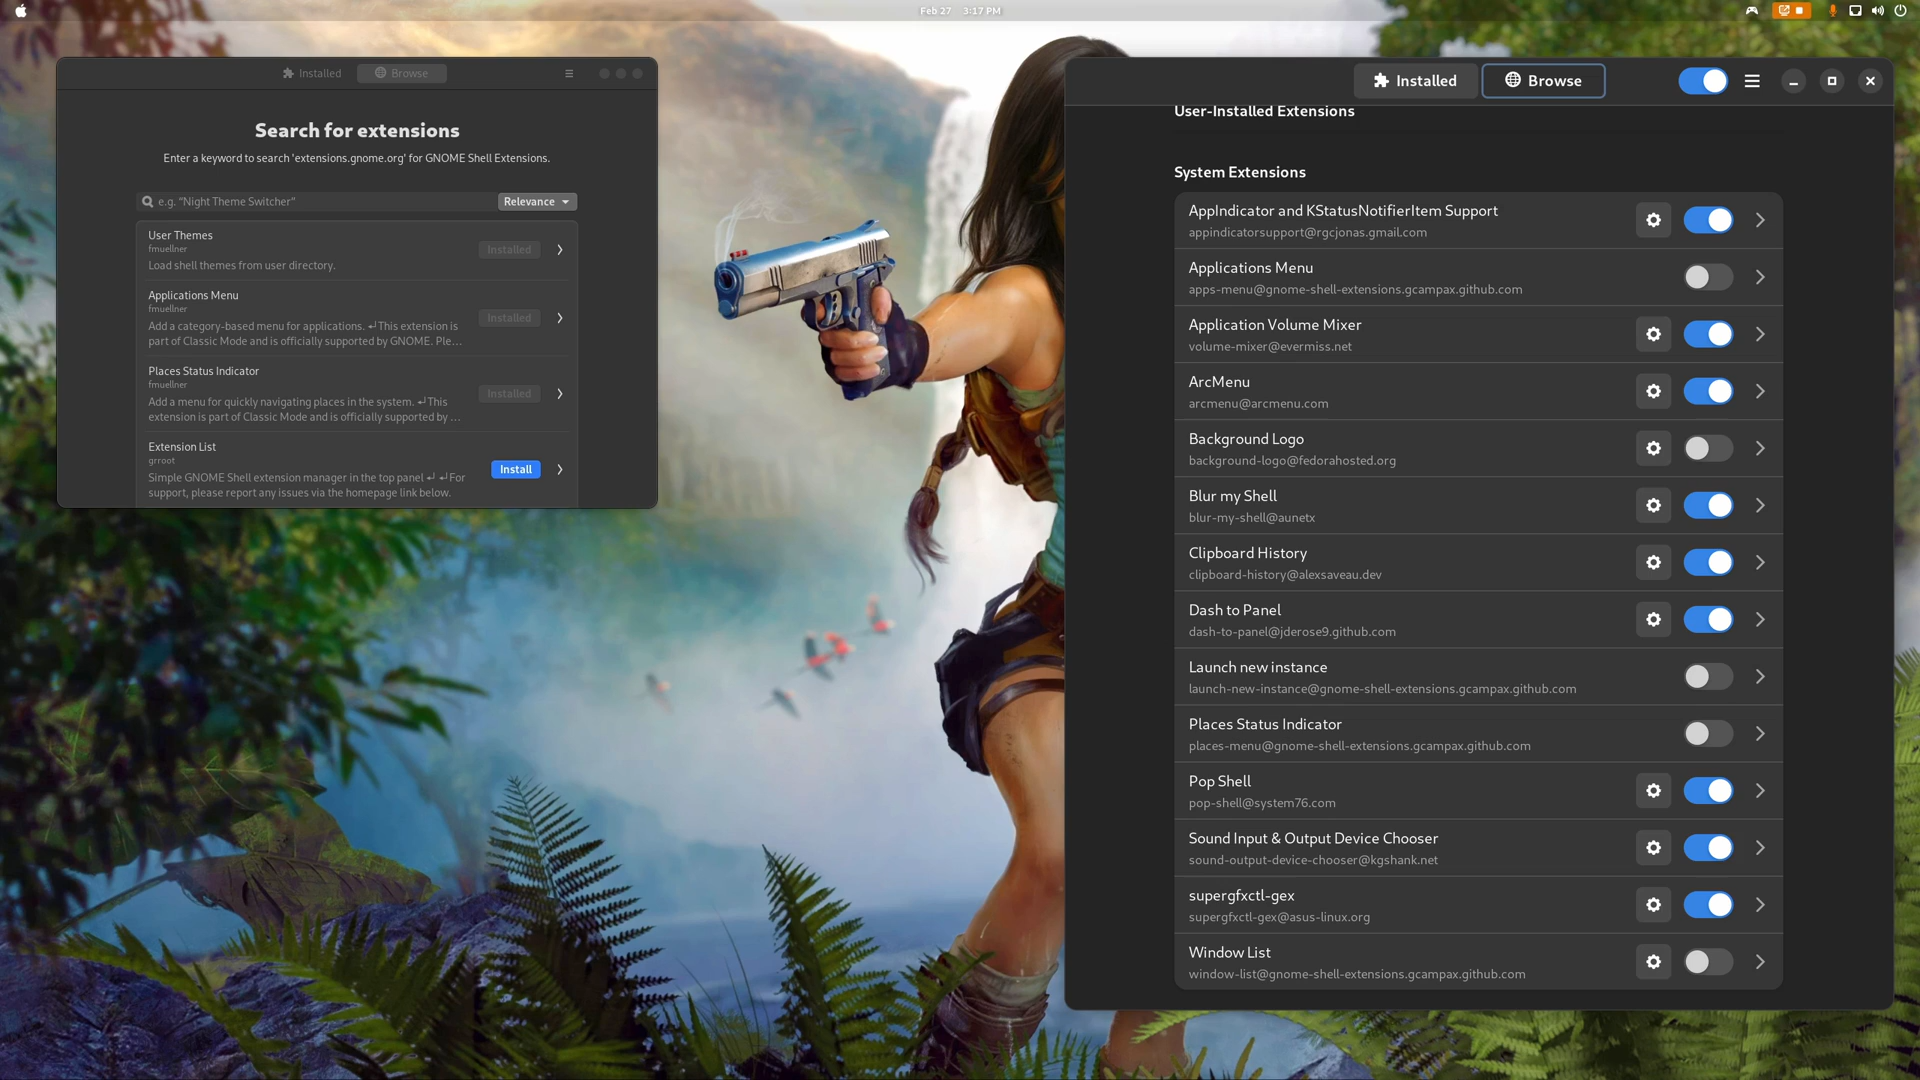 Feb 27 3:17 PM
Installed
Browse
Search for extensions
Enter a keyword to search 'extensions.gnome.org' for GNOME Shell Extensions.
e.g. "Night Theme Switcher"
Relevance
User Themes
fmuellner
Load shell themes from user directory.
Installed
Applications Menu
fmuellner
Add a category-based menu for applications. ↵This extension is
part of Classic Mode and is officially supported by GNOME. Ple...
Installed
Places Status Indicator
fmuellner
Add a menu for quickly navigating places in the system. ↵This
extension is part of Classic Mode and is officially supported by ...
Installed
Extension List
grroot
Simple GNOME Shell extension manager in the top panel ↵ ↵For
support, please report any issues via the homepage link below.
Install
Installed
Browse
User-Installed Extensions
System Extensions
AppIndicator and KStatusNotifierItem Support
appindicatorsupport@rgcjonas.gmail.com
Applications Menu
apps-menu@gnome-shell-extensions.gcampax.github.com
Application Volume Mixer
volume-mixer@evermiss.net
ArcMenu
arcmenu@arcmenu.com
Background Logo
background-logo@fedorahosted.org
Blur my Shell
blur-my-shell@aunetx
Clipboard History
clipboard-history@alexsaveau.dev
Dash to Panel
dash-to-panel@jderose9.github.com
Launch new instance
launch-new-instance@gnome-shell-extensions.gcampax.github.com
Places Status Indicator
places-menu@gnome-shell-extensions.gcampax.github.com
Pop Shell
pop-shell@system76.com
Sound Input & Output Device Chooser
sound-output-device-chooser@kgshank.net
supergfxctl-gex
supergfxctl-gex@asus-linux.org
Window List
window-list@gnome-shell-extensions.gcampax.github.com